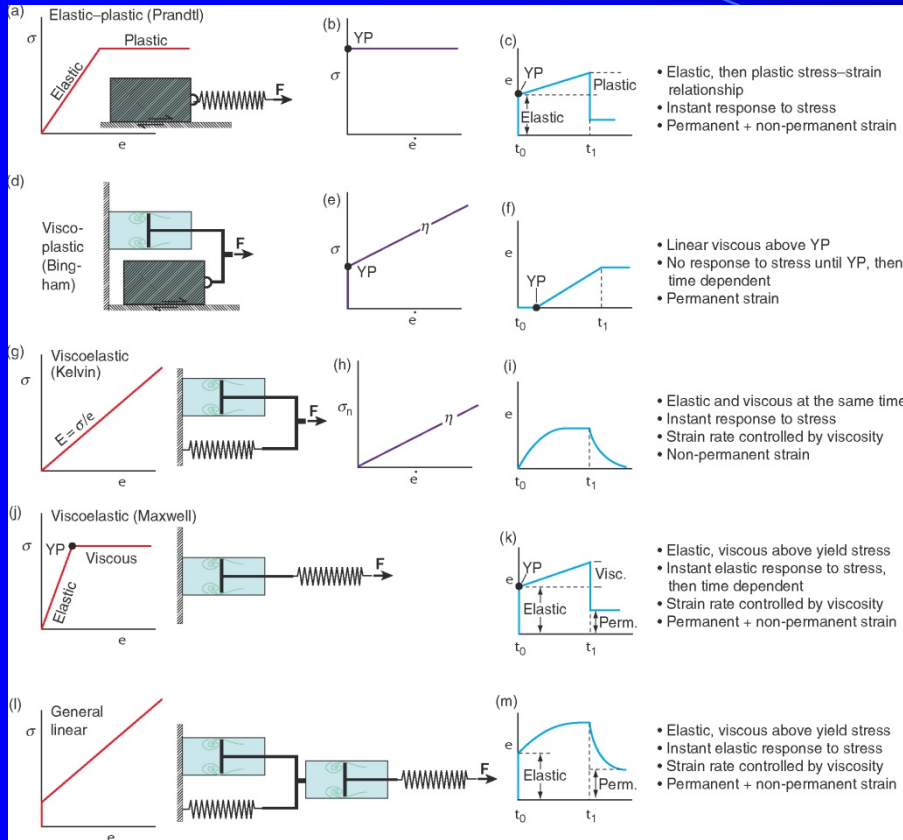 (a)
Elastic–plastic (Prandtl)
σ
Elastic
Plastic
F
e
(b)
YP
σ
ė
(c)
e
YP
Plastic
Elastic
t0
t1
• Elastic, then plastic stress–strain
relationship
• Instant response to stress
• Permanent + non-permanent strain
(d)
Visco-
plastic
(Bing-
ham)
F
(e)
σ
η
YP
ė
(f)
e
YP
t0
t1
• Linear viscous above YP
• No response to stress until YP, then
time dependent
• Permanent strain
(g)
Viscoelastic
(Kelvin)
σ
E = σ/e
e
F
(h)
σn
η
ė
(i)
e
t0
t1
• Elastic and viscous at the same time
• Instant response to stress
• Strain rate controlled by viscosity
• Non-permanent strain
(j)
Viscoelastic (Maxwell)
σ
YP
Viscous
Elastic
e
F
(k)
YP
e
Visc.
Elastic
Perm.
t0
t1
• Elastic, viscous above yield stress
• Instant elastic response to stress,
then time dependent
• Strain rate controlled by viscosity
• Permanent + non-permanent strain
(l)
General
linear
σ
e
F
(m)
e
Elastic
Perm.
t0
t1
• Elastic, viscous above yield stress
• Instant elastic response to stress
• Strain rate controlled by viscosity
• Permanent + non-permanent strain